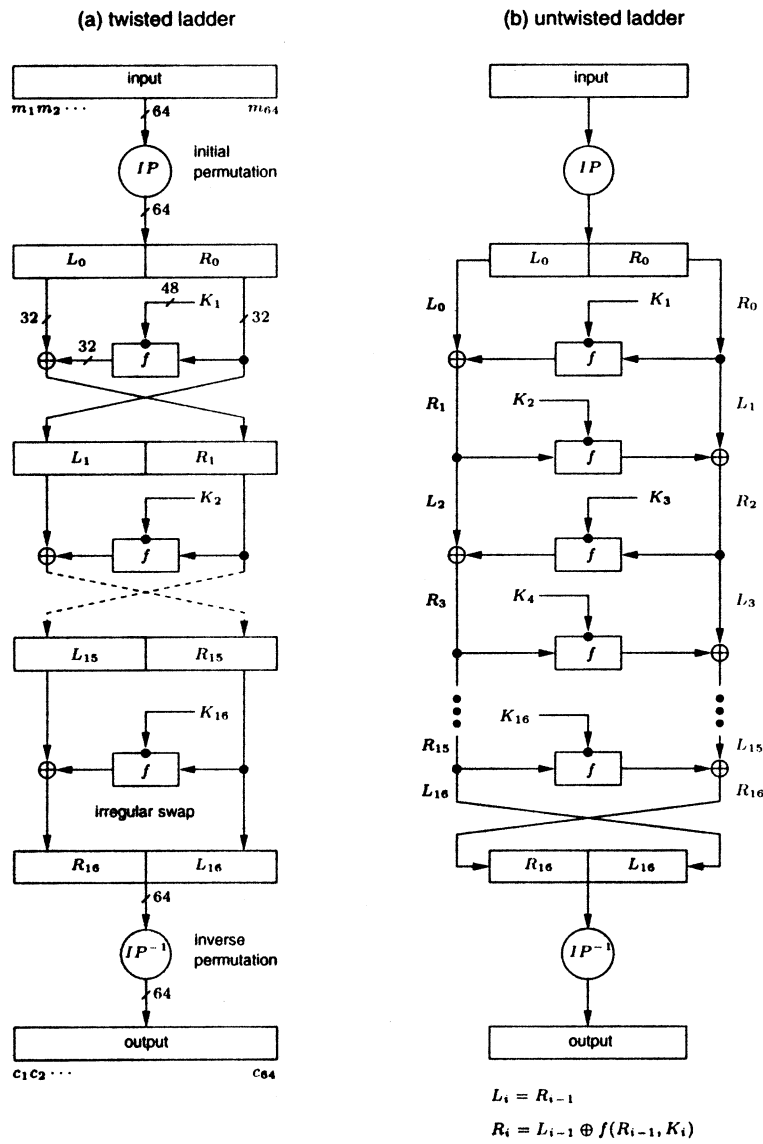 (a) twisted ladder
input
m₁m₂ ··· m₆₄
64
IP
initial
permutation
64
L₀ R₀
48
K₁
32 32
32
f
L₁ R₁
K₂
f
L₁₅ R₁₅
K₁₆
f
irregular swap
R₁₆ L₁₆
64
IP⁻¹
inverse
permutation
64
output
c₁c₂ ··· c₆₄
(b) untwisted ladder
input
IP
L₀ R₀
L₀ K₁ R₀
f
R₁ K₂ L₁
f
L₂ K₃ R₂
f
R₃ K₄ L₃
f
K₁₆
R₁₅ L₁₅
f
L₁₆ R₁₆
R₁₆ L₁₆
IP⁻¹
output
Lᵢ = Rᵢ₋₁
Rᵢ = Lᵢ₋₁ ⊕ f(Rᵢ₋₁, Kᵢ)